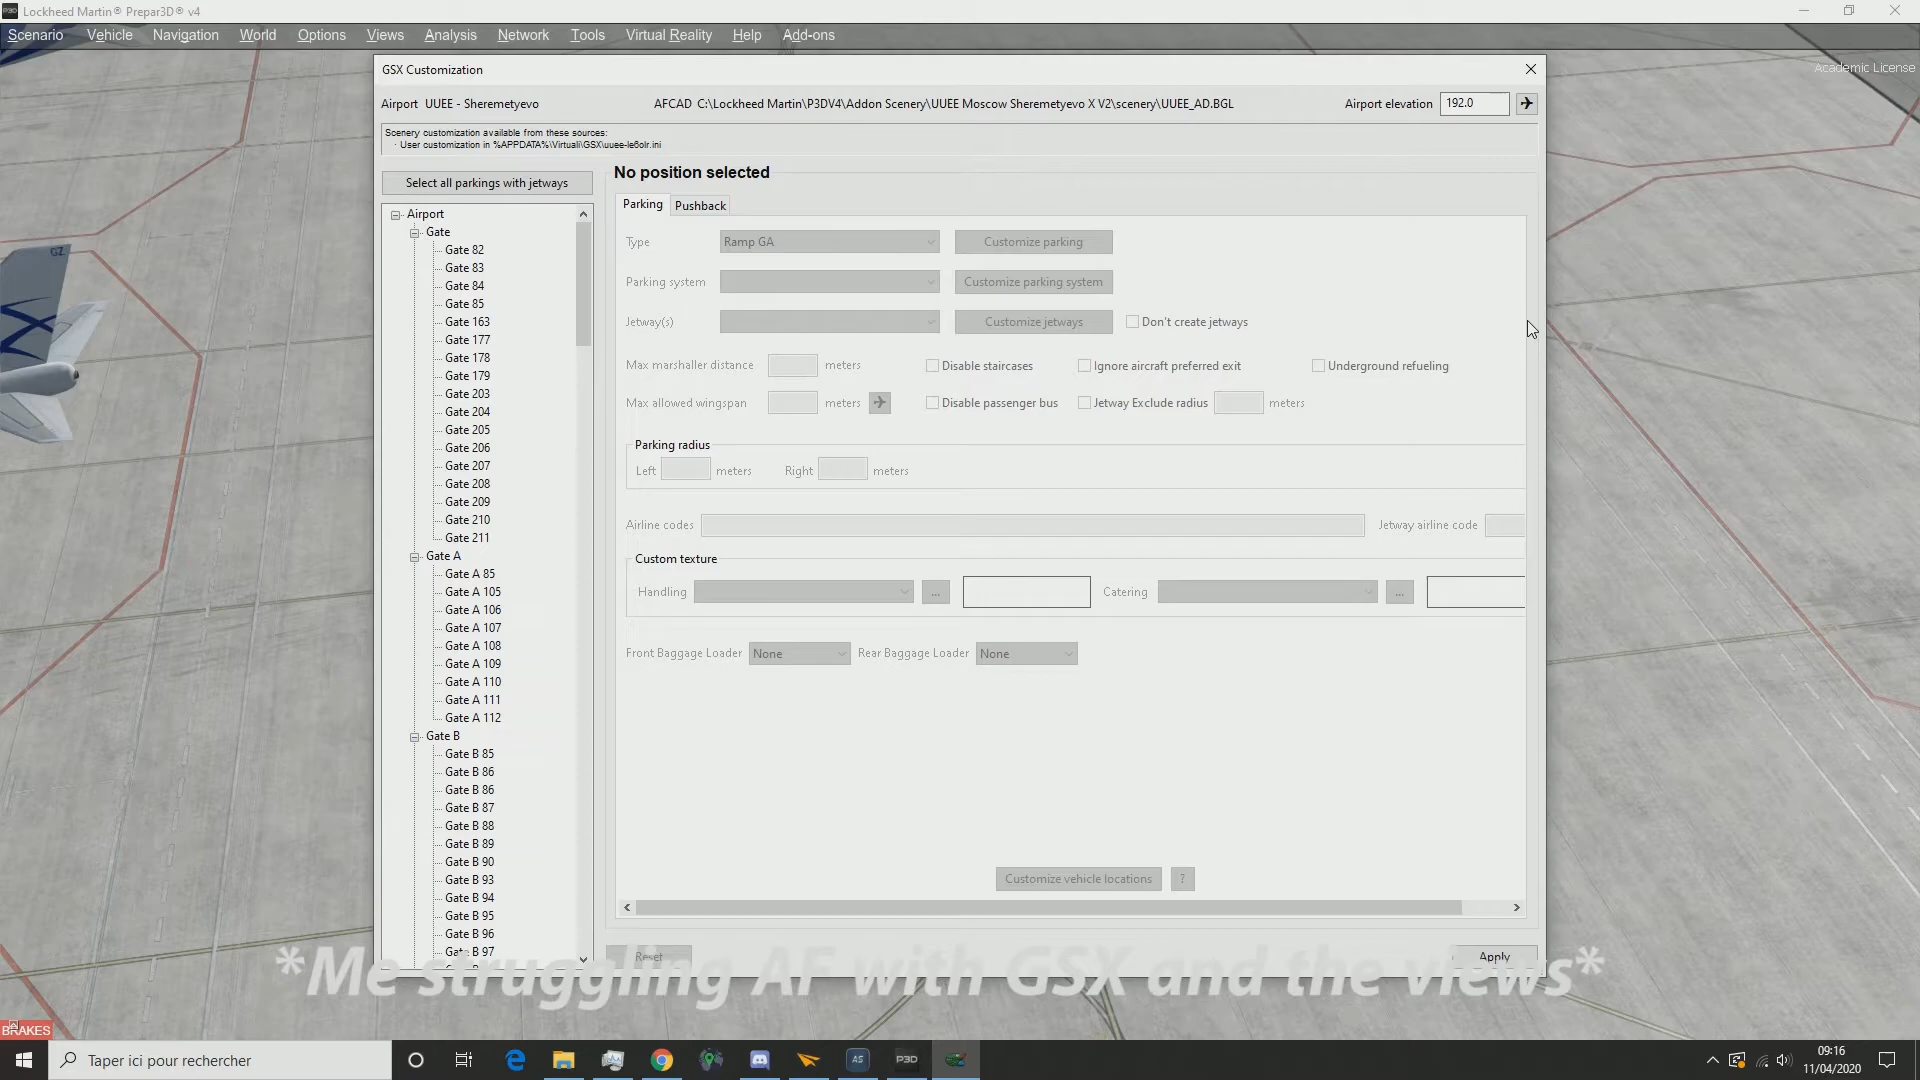 P3D Lockheed Martin® Prepar3D® v4
Scenario Vehicle Navigation World Options Views Analysis Network Tools Virtual Reality Help Add-ons
Academic License
GSX Customization
Airport UUEE - Sheremetyevo AFCAD C:\Lockheed Martin\P3DV4\Addon Scenery\UUEE Moscow Sheremetyevo X V2\scenery\UUEE_AD.BGL Airport elevation 192.0
Scenery customization available from these sources:
· User customization in %APPDATA%\Virtuali\GSX\uuee-le6olr.ini
Select all parkings with jetways
Airport
Gate
Gate 82
Gate 83
Gate 84
Gate 85
Gate 163
Gate 177
Gate 178
Gate 179
Gate 203
Gate 204
Gate 205
Gate 206
Gate 207
Gate 208
Gate 209
Gate 210
Gate 211
Gate A
Gate A 85
Gate A 105
Gate A 106
Gate A 107
Gate A 108
Gate A 109
Gate A 110
Gate A 111
Gate A 112
Gate B
Gate B 85
Gate B 86
Gate B 86
Gate B 87
Gate B 88
Gate B 89
Gate B 90
Gate B 93
Gate B 94
Gate B 95
Gate B 96
Gate B 97
No position selected
Parking Pushback
Type Ramp GA Customize parking
Parking system Customize parking system
Jetway(s) Customize jetways Don't create jetways
Max marshaller distance meters Disable staircases Ignore aircraft preferred exit Underground refueling
Max allowed wingspan meters Disable passenger bus Jetway Exclude radius meters
Parking radius
Left meters Right meters
Airline codes Jetway airline code
Custom texture
Handling ... Catering ...
Front Baggage Loader None Rear Baggage Loader None
Customize vehicle locations ?
Reset Apply
*Me struggling AF with GSX and the views*
GZ
BRAKES
Taper ici pour rechercher
AS
P3D
09:16
11/04/2020